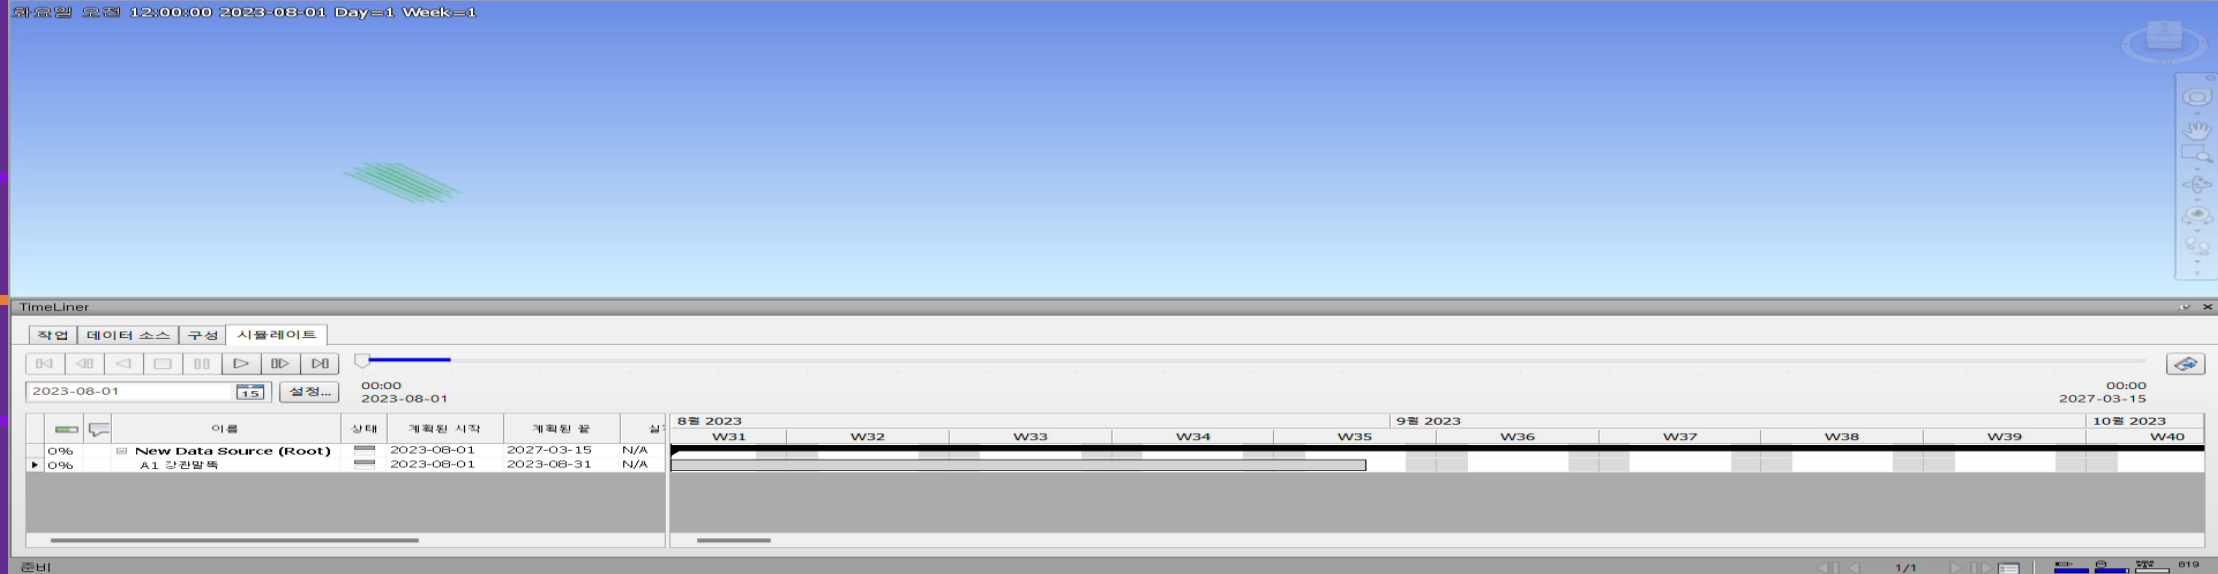 화요일 오전 12:00:00 2023-08-01 Day=1 Week=1
TimeLiner
작업 데이터 소스 구성 시뮬레이트
2023-08-01 15 설정...
00:00
2023-08-01
00:00
2027-03-15
이름 상태 계획된 시작 계획된 끝
8월 2023 9월 2023 10월 2023
W31 W32 W33 W34 W35 W36 W37 W38 W39 W40
0% New Data Source (Root) 2023-08-01 2027-03-15 N/A
0% A1 강관말뚝 2023-08-01 2023-08-31 N/A
준비 1/1 819